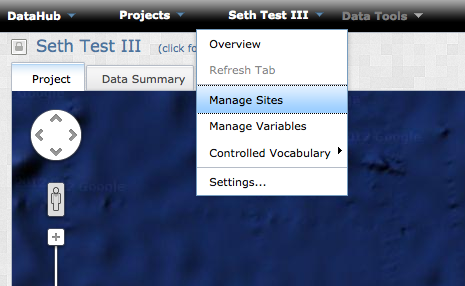 DataHub Projects Seth Test III Data Tools
Seth Test III (click fo
Overview
Refresh Tab
Project Data Summary
Manage Sites
Manage Variables
Controlled Vocabulary
Settings...
Google